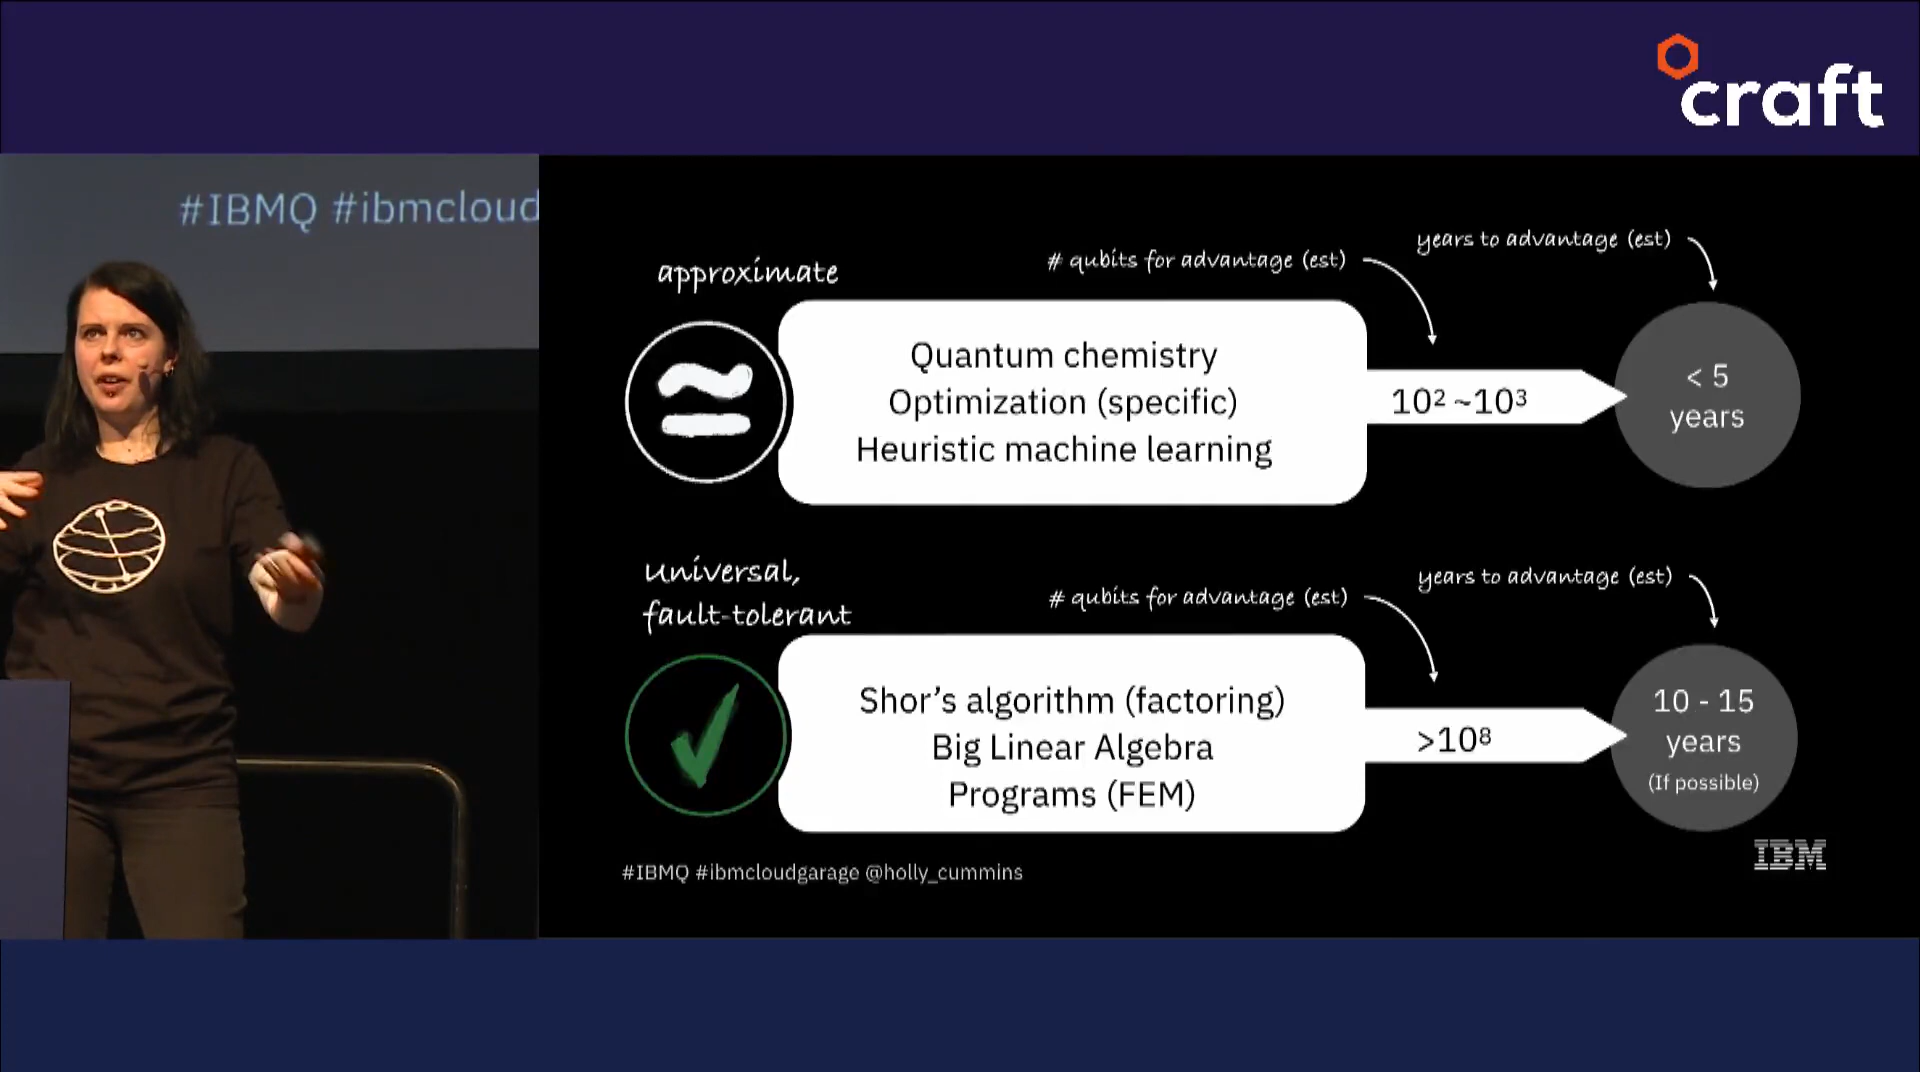 craft
#IBMQ #ibmcloud
approximate
# qubits for advantage (est)
years to advantage (est)
Quantum chemistry
Optimization (specific)
Heuristic machine learning
10² ~10³
< 5
years
universal,
fault-tolerant
# qubits for advantage (est)
years to advantage (est)
Shor’s algorithm (factoring)
Big Linear Algebra
Programs (FEM)
>10⁸
10 - 15
years
(If possible)
IBM
#IBMQ #ibmcloudgarage @holly_cummins